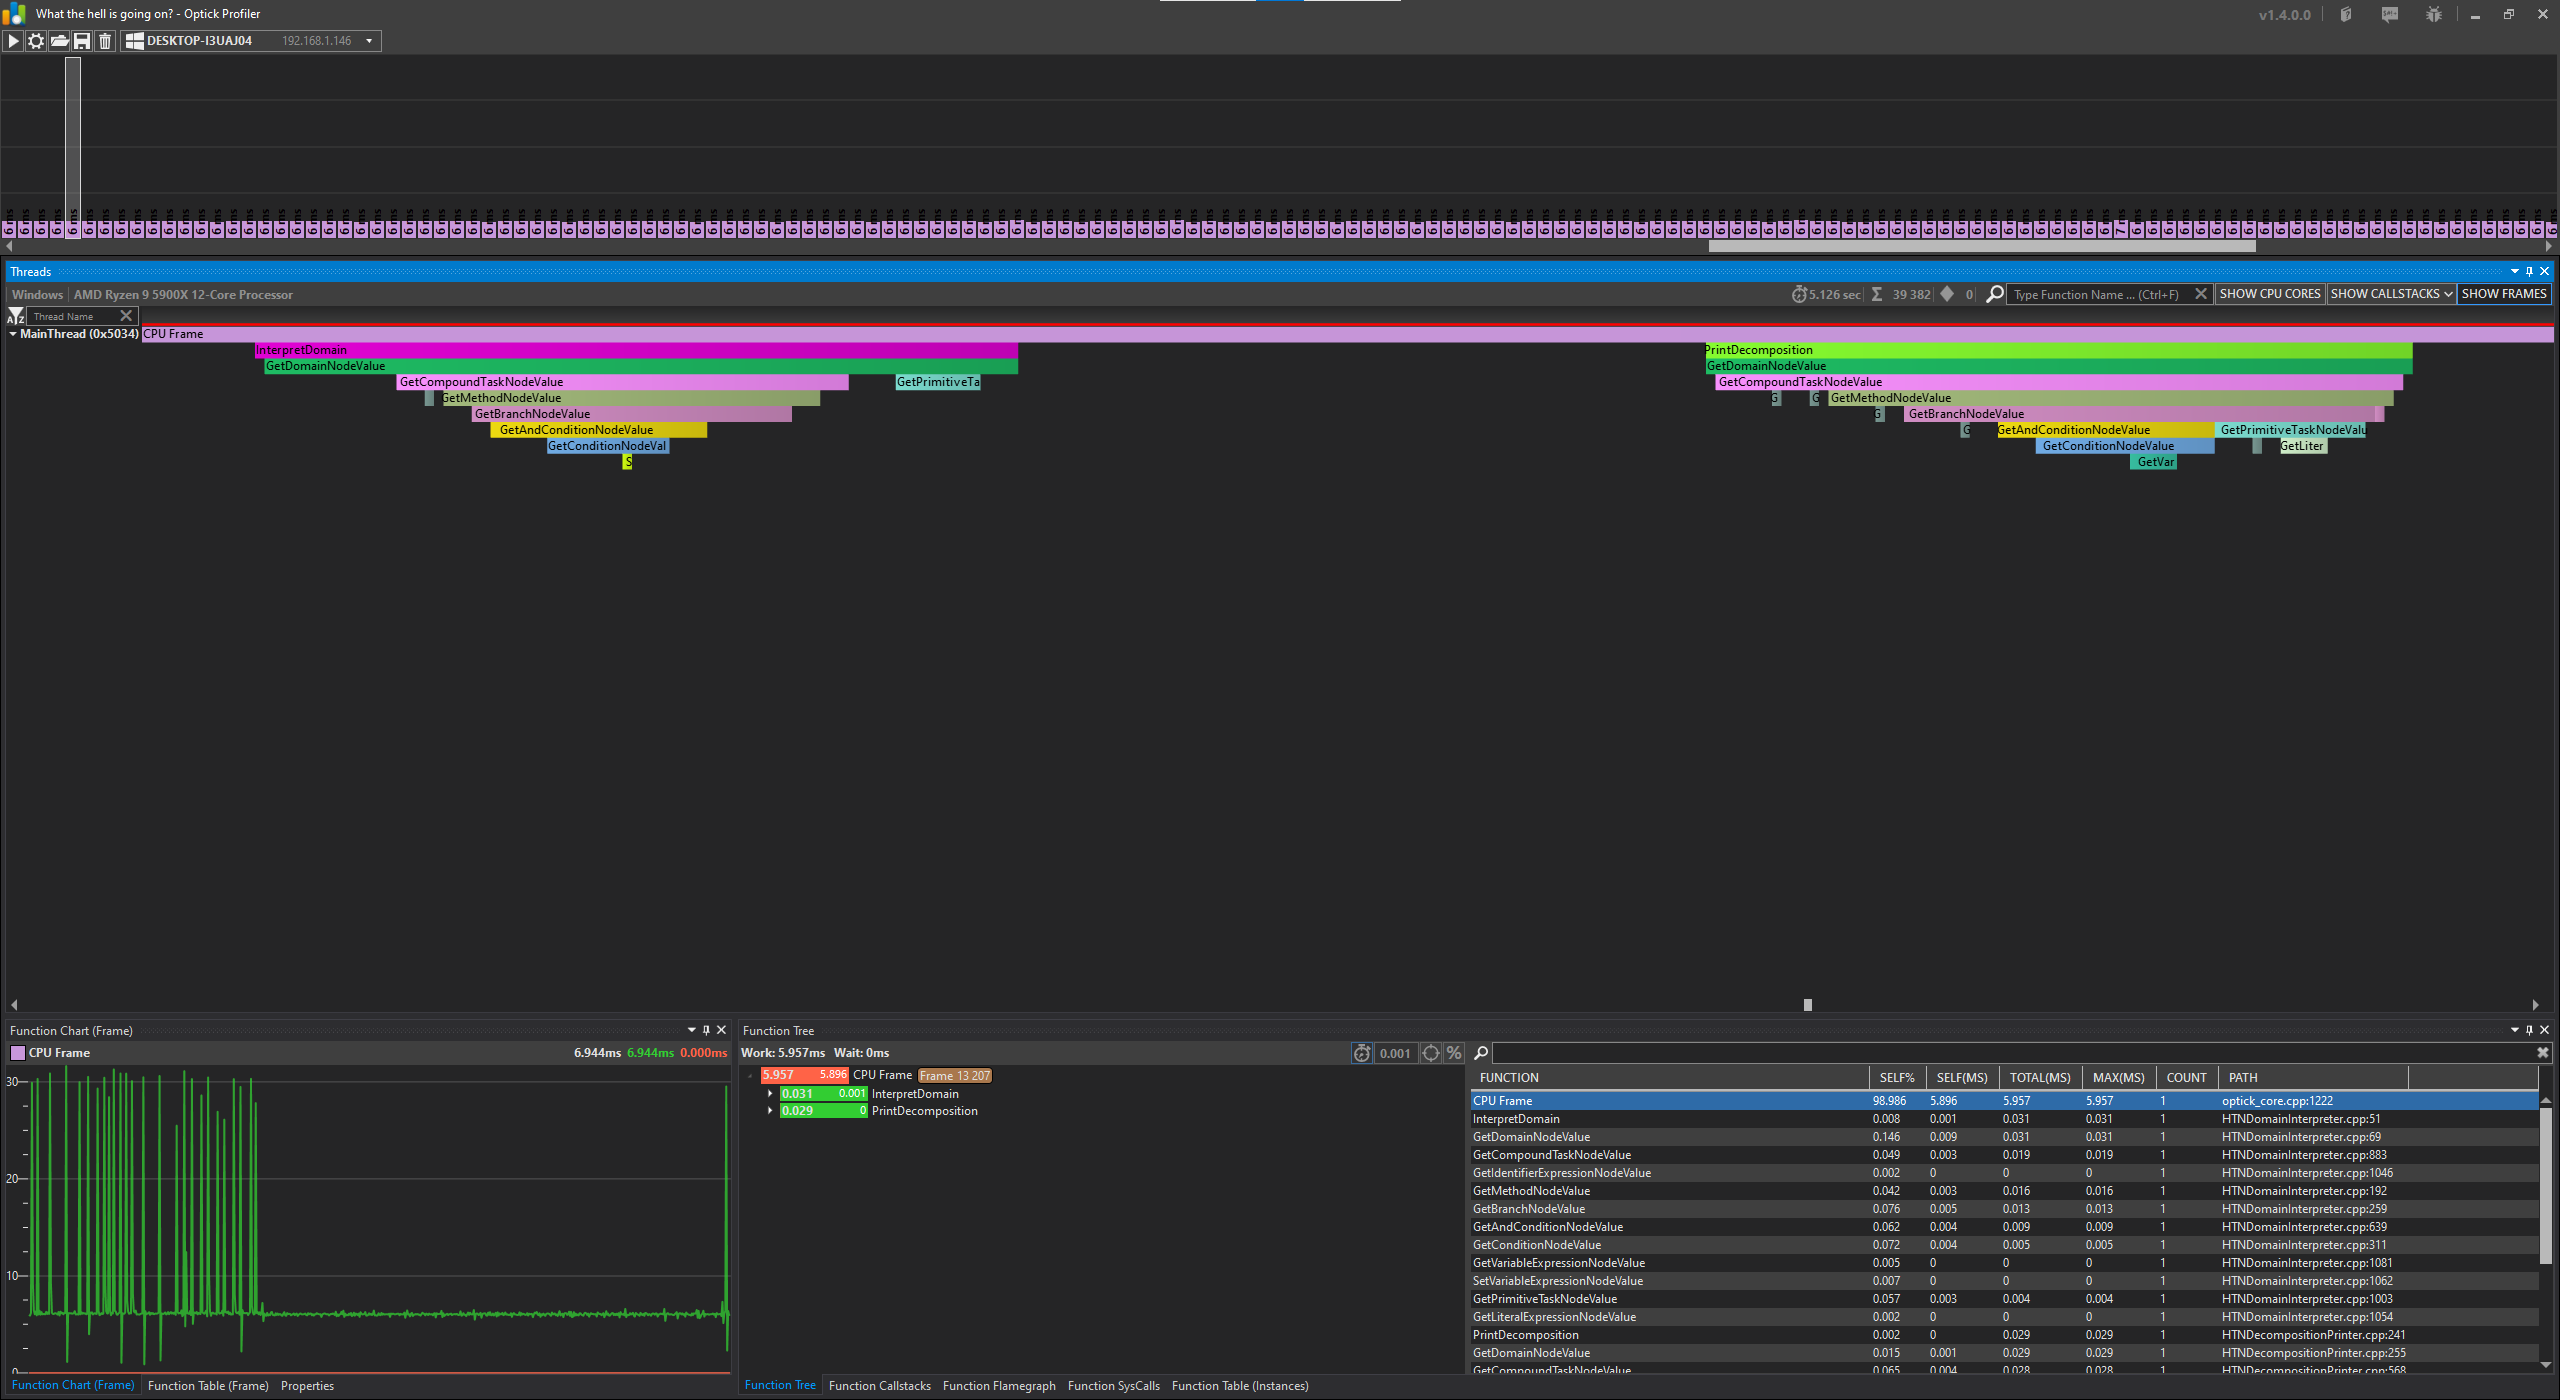 What the hell is going on? - Optick Profiler
v1.4.0.0
DESKTOP-I3UAJ04 192.168.1.146
Threads
Windows AMD Ryzen 9 5900X 12-Core Processor
5.126 sec Σ 39 382 0 Type Function Name ... (Ctrl+F) SHOW CPU CORES SHOW CALLSTACKS SHOW FRAMES
Thread Name
MainThread (0x5034) CPU Frame
InterpretDomain PrintDecomposition
GetDomainNodeValue GetDomainNodeValue
GetCompoundTaskNodeValue GetPrimitiveTa GetCompoundTaskNodeValue
GetMethodNodeValue G G GetMethodNodeValue
GetBranchNodeValue G GetBranchNodeValue
GetAndConditionNodeValue G GetAndConditionNodeValue GetPrimitiveTaskNodeValu
GetConditionNodeVal GetConditionNodeValue GetLiter
S GetVar
Function Chart (Frame)
CPU Frame 6.944ms 6.944ms 0.000ms
30
20
10
0
Function Chart (Frame) Function Table (Frame) Properties
Function Tree
Work: 5.957ms Wait: 0ms 0.001 %
5.957 5.896 CPU Frame Frame 13 207
0.031 0.001 InterpretDomain
0.029 0 PrintDecomposition
FUNCTION SELF% SELF(MS) TOTAL(MS) MAX(MS) COUNT PATH
CPU Frame 98.986 5.896 5.957 5.957 1 optick_core.cpp:1222
InterpretDomain 0.008 0.001 0.031 0.031 1 HTNDomainInterpreter.cpp:51
GetDomainNodeValue 0.146 0.009 0.031 0.031 1 HTNDomainInterpreter.cpp:69
GetCompoundTaskNodeValue 0.049 0.003 0.019 0.019 1 HTNDomainInterpreter.cpp:883
GetIdentifierExpressionNodeValue 0.002 0 0 0 1 HTNDomainInterpreter.cpp:1046
GetMethodNodeValue 0.042 0.003 0.016 0.016 1 HTNDomainInterpreter.cpp:192
GetBranchNodeValue 0.076 0.005 0.013 0.013 1 HTNDomainInterpreter.cpp:259
GetAndConditionNodeValue 0.062 0.004 0.009 0.009 1 HTNDomainInterpreter.cpp:639
GetConditionNodeValue 0.072 0.004 0.005 0.005 1 HTNDomainInterpreter.cpp:311
GetVariableExpressionNodeValue 0.005 0 0 0 1 HTNDomainInterpreter.cpp:1081
SetVariableExpressionNodeValue 0.007 0 0 0 1 HTNDomainInterpreter.cpp:1062
GetPrimitiveTaskNodeValue 0.057 0.003 0.004 0.004 1 HTNDomainInterpreter.cpp:1003
GetLiteralExpressionNodeValue 0.002 0 0 0 1 HTNDomainInterpreter.cpp:1054
PrintDecomposition 0.002 0 0.029 0.029 1 HTNDecompositionPrinter.cpp:241
GetDomainNodeValue 0.015 0.001 0.029 0.029 1 HTNDecompositionPrinter.cpp:255
GetCompoundTaskNodeValue 0.065 0.004 0.028 0.028 1 HTNDecompositionPrinter.cpp:568
Function Tree Function Callstacks Function Flamegraph Function SysCalls Function Table (Instances)